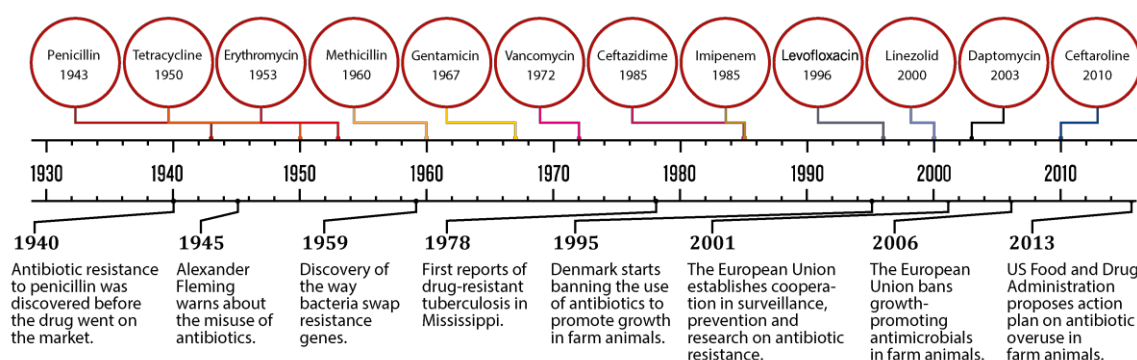 Penicillin
1943
Tetracycline
1950
Erythromycin
1953
Methicillin
1960
Gentamicin
1967
Vancomycin
1972
Ceftazidime
1985
Imipenem
1985
Levofloxacin
1996
Linezolid
2000
Daptomycin
2003
Ceftaroline
2010
1930 1940 1950 1960 1970 1980 1990 2000 2010
1940
Antibiotic resistance
to penicillin was
discovered before
the drug went on
the market.
1945
Alexander
Fleming
warns about
the misuse of
antibiotics.
1959
Discovery of
the way
bacteria swap
resistance
genes.
1978
First reports of
drug-resistant
tuberculosis in
Mississippi.
1995
Denmark starts
banning the use
of antibiotics to
promote growth
in farm animals.
2001
The European Union
establishes coopera-
tion in surveillance,
prevention and
research on antibiotic
resistance.
2006
The European
Union bans
growth-
promoting
antimicrobials
in farm animals.
2013
US Food and Drug
Administration
proposes action
plan on antibiotic
overuse in
farm animals.